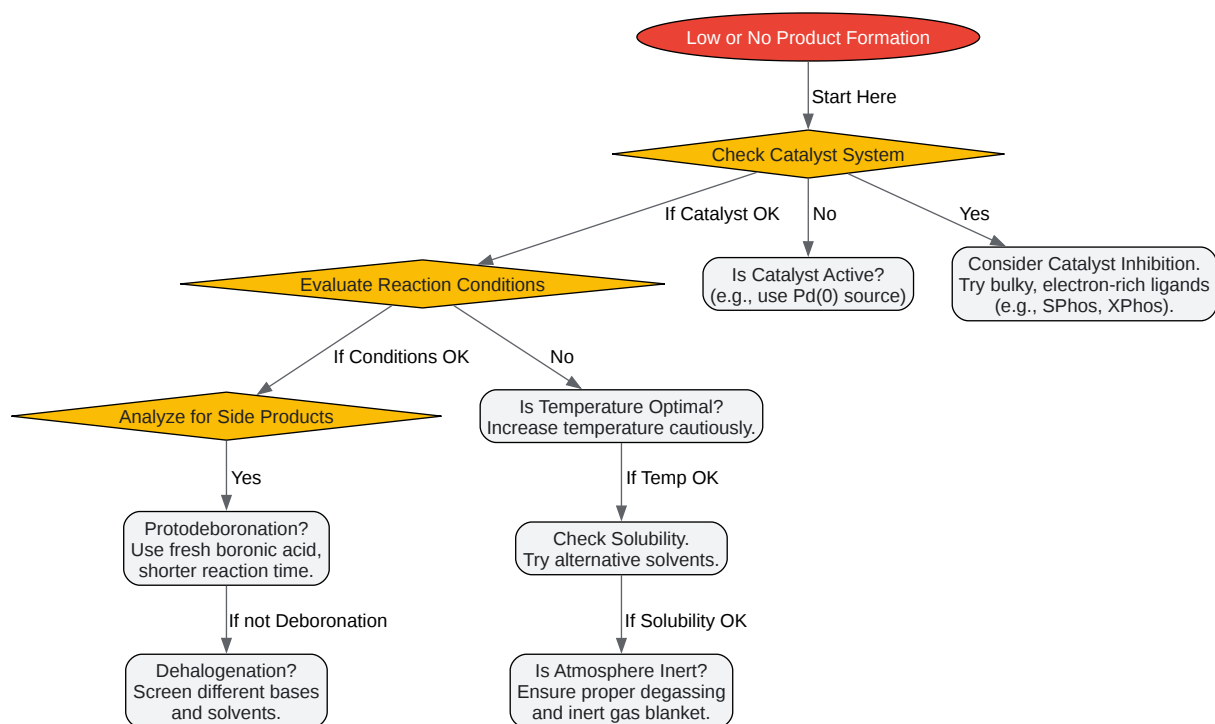 Low or No Product Formation
Start Here
Check Catalyst System
If Catalyst OK
No
Yes
Evaluate Reaction Conditions
Is Catalyst Active?
(e.g., use Pd(0) source)
Consider Catalyst Inhibition.
Try bulky, electron-rich ligands
(e.g., SPhos, XPhos).
If Conditions OK
No
Analyze for Side Products
Is Temperature Optimal?
Increase temperature cautiously.
Yes
If Temp OK
Protodeboronation?
Use fresh boronic acid,
shorter reaction time.
Check Solubility.
Try alternative solvents.
If not Deboronation
If Solubility OK
Dehalogenation?
Screen different bases
and solvents.
Is Atmosphere Inert?
Ensure proper degassing
and inert gas blanket.